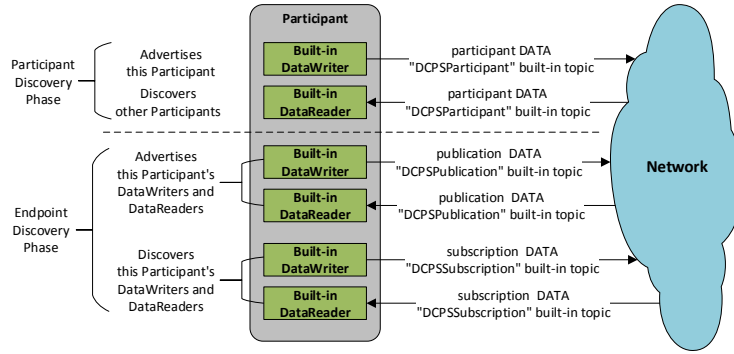 Participant
Participant
Discovery
Phase
Advertises
this Participant
Built-in
DataWriter
participant DATA
"DCPSParticipant" built-in topic
Discovers
other Participants
Built-in
DataReader
participant DATA
"DCPSParticipant" built-in topic
Endpoint
Discovery
Phase
Advertises
this Participant's
DataWriters and
DataReaders
Built-in
DataWriter
publication DATA
"DCPSPublication" built-in topic
Built-in
DataReader
publication DATA
"DCPSPublication" built-in topic
Discovers
this Participant's
DataWriters and
DataReaders
Built-in
DataWriter
subscription DATA
"DCPSSubscription" built-in topic
Built-in
DataReader
subscription DATA
"DCPSSubscription" built-in topic
Network